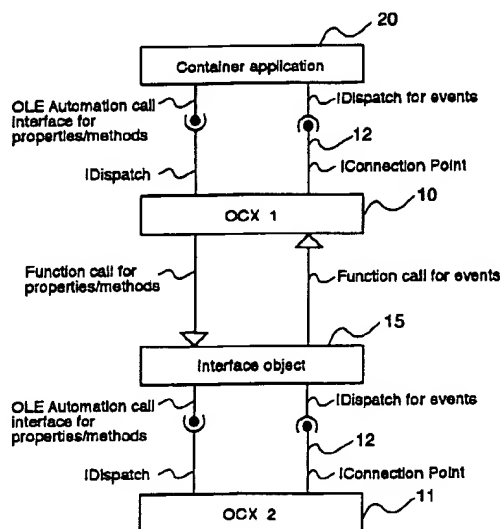 20
Container application
OLE Automation call
interface for
properties/methods
IDispatch for events
12
IDispatch
IConnection Point
10
OCX 1
Function call for
properties/methods
Function call for events
15
Interface object
OLE Automation call
interface for
properties/methods
IDispatch for events
12
IDispatch
IConnection Point
11
OCX 2